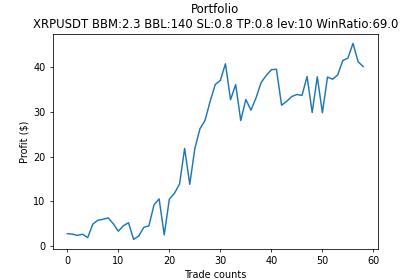 Portfolio
XRPUSDT BBM:2.3 BBL:140 SL:0.8 TP:0.8 lev:10 WinRatio:69.0
40
30
20
10
0
Profit ($)
0 10 20 30 40 50 60
Trade counts